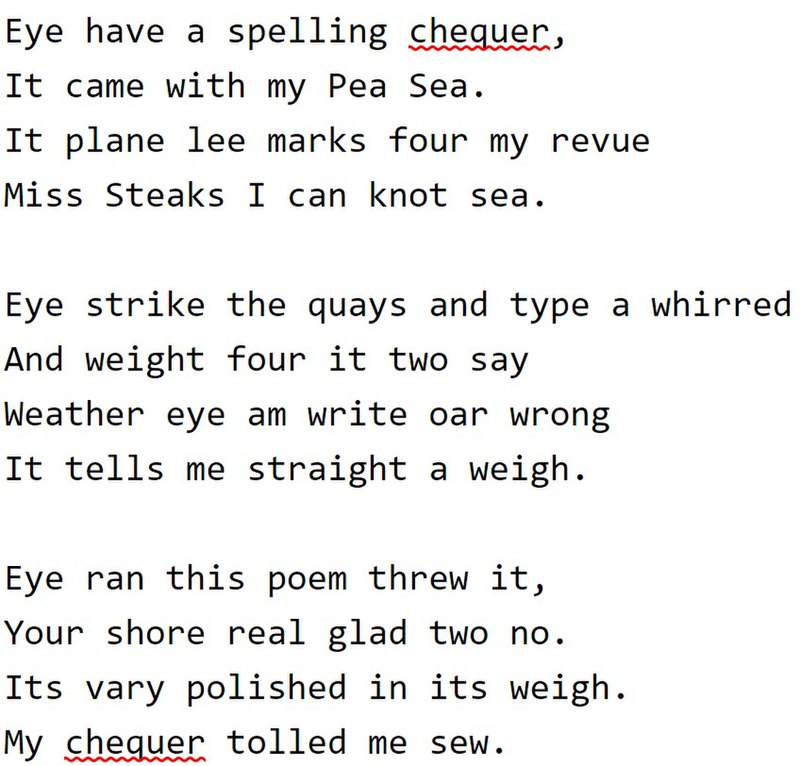 Eye have a spelling chequer,
It came with my Pea Sea.
It plane lee marks four my revue
Miss Steaks I can knot sea.

Eye strike the quays and type a whirred
And weight four it two say
Weather eye am write oar wrong
It tells me straight a weigh.

Eye ran this poem threw it,
Your shore real glad two no.
Its vary polished in its weigh.
My chequer tolled me sew.